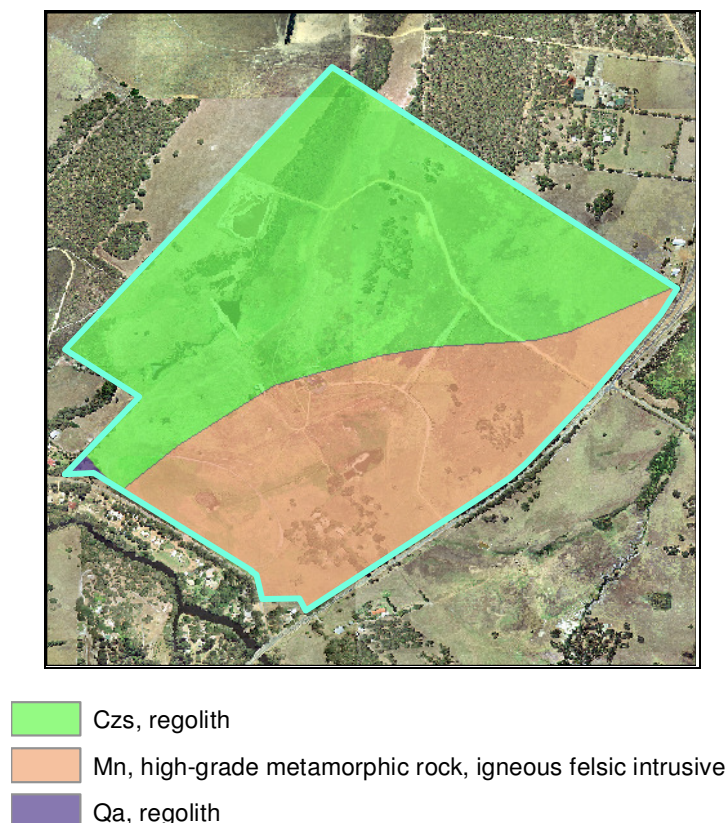 Czs, regolith
Mn, high-grade metamorphic rock, igneous felsic intrusive
Qa, regolith